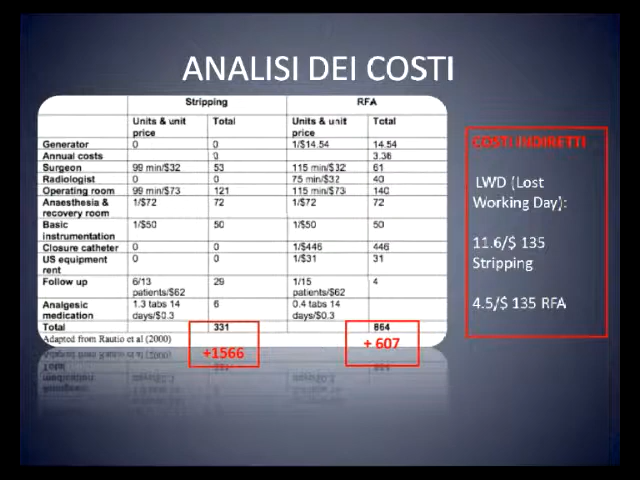 ANALISI DEI COSTI
Stripping RFA
Units & unit price Total Units & unit price Total
Generator 0 0 1/$14.54 14.54
Annual costs 0 3.36
Surgeon 99 min/$32 53 115 min/$32 61
Radiologist 0 0 75 min/$32 40
Operating room 99 min/$73 121 115 min/$73 140
Anaesthesia & recovery room 1/$72 72 1/$72 72
Basic instrumentation 1/$50 50 1/$50 50
Closure catheter 0 0 1/$446 446
US equipment rent 0 0 1/$31 31
Follow up 6/13 patients/$62 29 1/15 patients/$62 4
Analgesic medication 1.3 tabs 14 days/$0.3 6 0.4 tabs 14 days/$0.3
Total 331 864
Adapted from Rautio et al (2000)
+1566
+ 607
COSTI INDIRETTI
LWD (Lost
Working Day):
11.6/$ 135
Stripping
4.5/$ 135 RFA